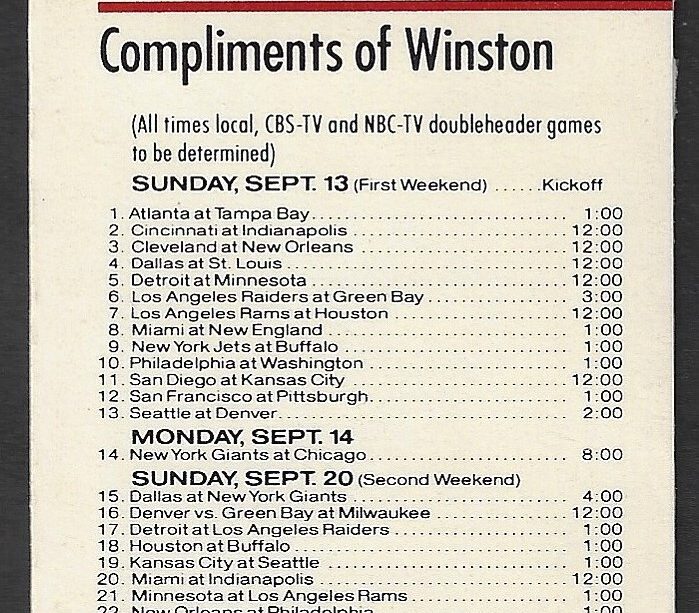 Compliments of Winston
(All times local, CBS-TV and NBC-TV doubleheader games
to be determined)
SUNDAY, SEPT. 13 (First Weekend) ......Kickoff
1. Atlanta at Tampa Bay 1:00
2. Cincinnati at Indianapolis 12:00
3. Cleveland at New Orleans 12:00
4. Dallas at St. Louis 12:00
5. Detroit at Minnesota 12:00
6. Los Angeles Raiders at Green Bay 3:00
7. Los Angeles Rams at Houston 12:00
8. Miami at New England 1:00
9. New York Jets at Buffalo 1:00
10. Philadelphia at Washington 1:00
11. San Diego at Kansas City 12:00
12. San Francisco at Pittsburgh 1:00
13. Seattle at Denver 2:00
MONDAY, SEPT. 14
14. New York Giants at Chicago 8:00
SUNDAY, SEPT. 20 (Second Weekend)
15. Dallas at New York Giants 4:00
16. Denver vs. Green Bay at Milwaukee 12:00
17. Detroit at Los Angeles Raiders 1:00
18. Houston at Buffalo 1:00
19. Kansas City at Seattle 1:00
20. Miami at Indianapolis 12:00
21. Minnesota at Los Angeles Rams 1:00
22. New Orleans at Philadelphia 1:00